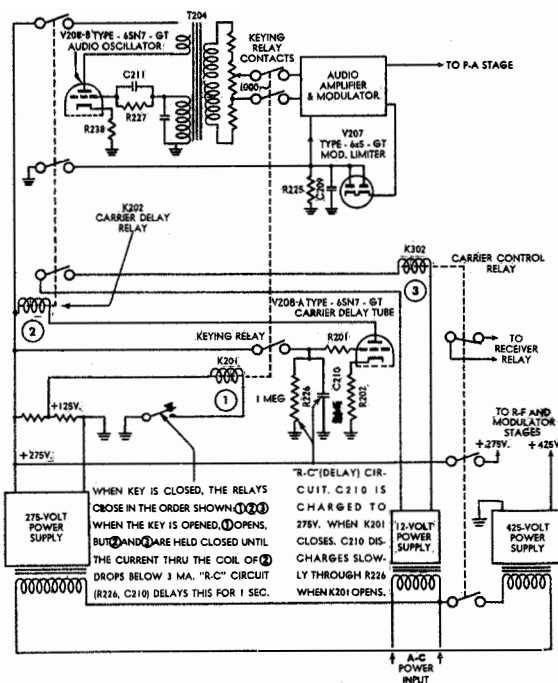 T204
V208-B TYPE - 6SN7 - GT
AUDIO OSCILLATOR
KEYING
RELAY
CONTACTS
C211
R227
R238
1000~
AUDIO
AMPLIFIER
& MODULATOR
TO P-A STAGE
V207
TYPE - 6x5 - GT
MOD. LIMITER
R225
C209
K202
CARRIER DELAY
RELAY
K302
CARRIER CONTROL
RELAY
3
2
V208-A TYPE - 6SN7 - GT
CARRIER DELAY TUBE
KEYING RELAY
R201
K201
1
1 MEG
R226
C210
R202
TO
RECEIVER
RELAY
+125V.
+275V.
TO R-F AND
MODULATOR
STAGES
+275V.
+425V.
WHEN KEY IS CLOSED, THE RELAYS
CLOSE IN THE ORDER SHOWN: ①②③
WHEN THE KEY IS OPENED, ① OPENS,
BUT ② AND ③ ARE HELD CLOSED UNTIL
THE CURRENT THRU THE COIL OF ②
DROPS BELOW 3 MA. "R-C" CIRCUIT
(R226, C210) DELAYS THIS FOR 1 SEC.
"R-C" (DELAY) CIR-
CUIT. C210 IS
CHARGED TO
275V. WHEN K201
CLOSES. C210 DIS-
CHARGES SLOW-
LY THROUGH R226
WHEN K201 OPENS.
275-VOLT
POWER
SUPPLY
12-VOLT
POWER
SUPPLY
425-VOLT
POWER
SUPPLY
A-C
POWER
INPUT